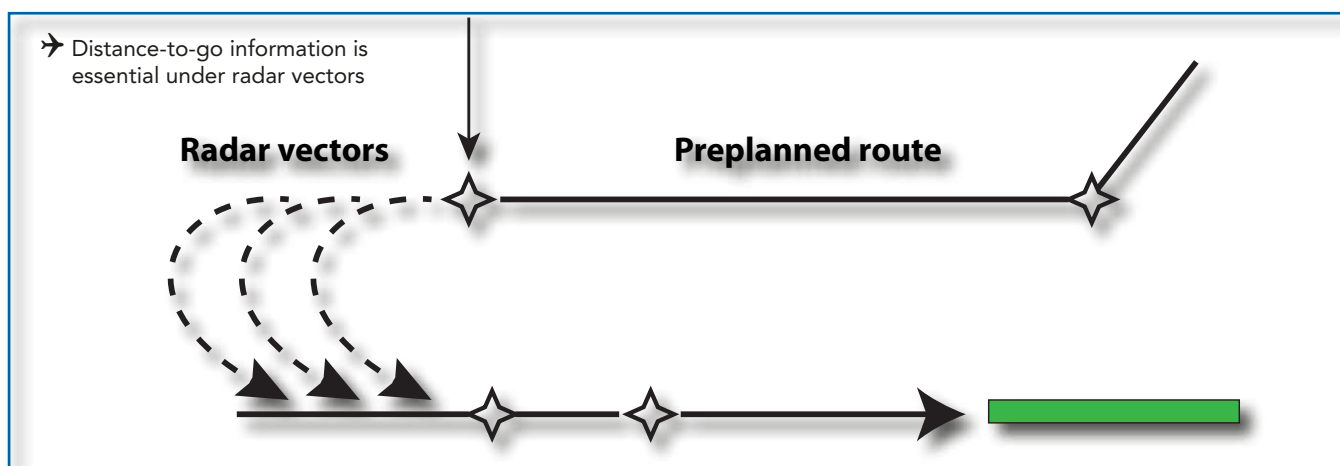 Distance-to-go information is
essential under radar vectors
Radar vectors
Preplanned route